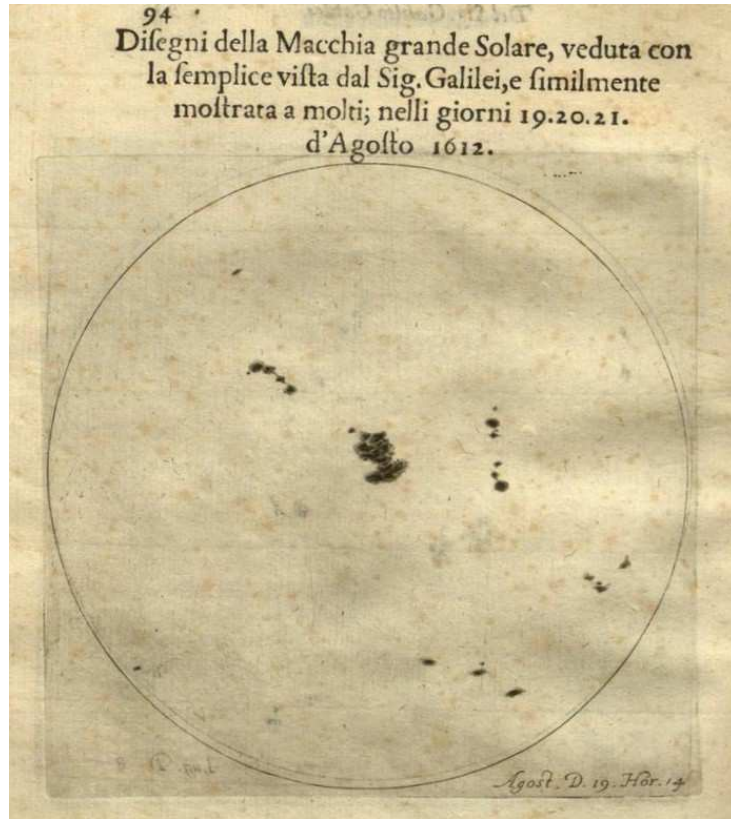 94
Diſegni della Macchia grande Solare, veduta con
la ſemplice viſta dal Sig. Galilei, e ſimilmente
moſtrata a molti; nelli giorni 19.20.21.
d'Agoſto 1612.
Agost. D. 19. Hor. 14